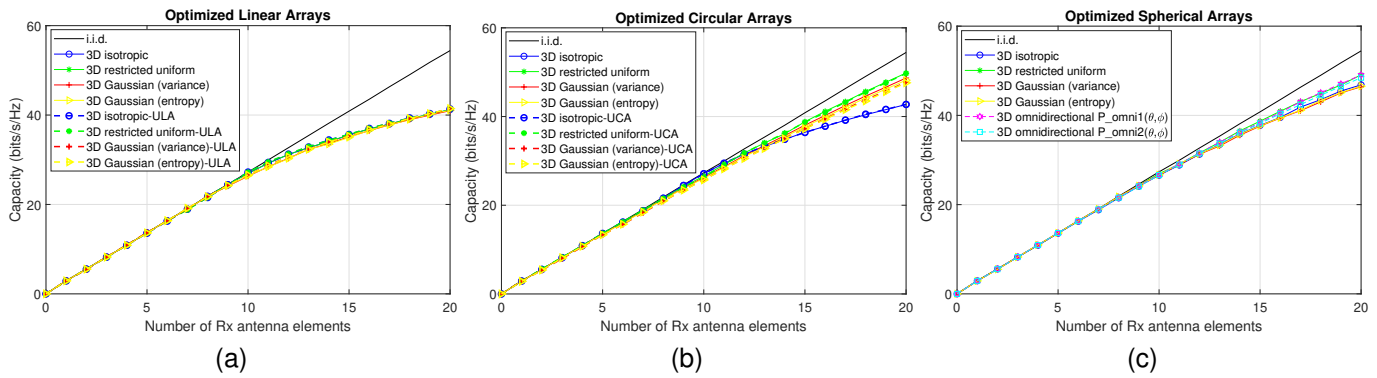 Optimized Linear Arrays
60
40
20
0
Capacity (bits/s/Hz)
i.i.d.
3D isotropic
3D restricted uniform
3D Gaussian (variance)
3D Gaussian (entropy)
3D isotropic-ULA
3D restricted uniform-ULA
3D Gaussian (variance)-ULA
3D Gaussian (entropy)-ULA
0 5 10 15 20
Number of Rx antenna elements
(a)
Optimized Circular Arrays
60
40
20
0
Capacity (bits/s/Hz)
i.i.d.
3D isotropic
3D restricted uniform
3D Gaussian (variance)
3D Gaussian (entropy)
3D isotropic-UCA
3D restricted uniform-UCA
3D Gaussian (variance)-UCA
3D Gaussian (entropy)-UCA
0 5 10 15 20
Number of Rx antenna elements
(b)
Optimized Spherical Arrays
60
40
20
0
Capacity (bits/s/Hz)
i.i.d.
3D isotropic
3D restricted uniform
3D Gaussian (variance)
3D Gaussian (entropy)
3D omnidirectional P_omni1(θ,ϕ)
3D omnidirectional P_omni2(θ,ϕ)
0 5 10 15 20
Number of Rx antenna elements
(c)